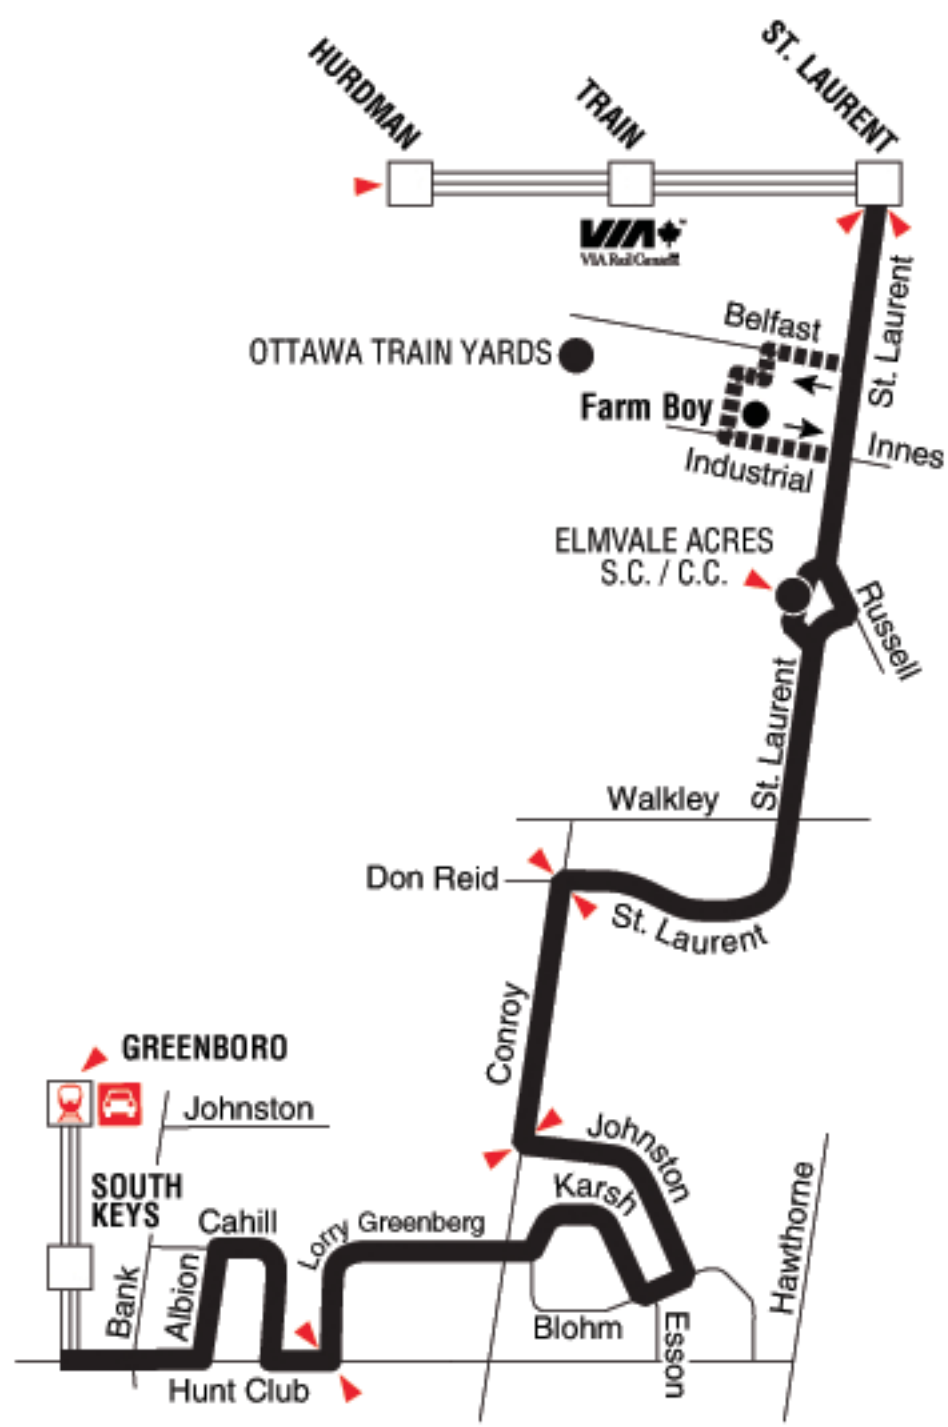 HURDMAN
TRAIN
ST. LAURENT
VIA
VIA Rail Canada
St. Laurent
Belfast
OTTAWA TRAIN YARDS
Farm Boy
Innes
Industrial
ELMVALE ACRES
S.C. / C.C.
Russell
St. Laurent
Walkley
Don Reid
St. Laurent
Conroy
GREENBORO
Johnston
Johnston
SOUTH
KEYS
Karsh
Hawthorne
Cahill
Lorry
Greenberg
Bank
Albion
Blohm
Esson
Hunt Club